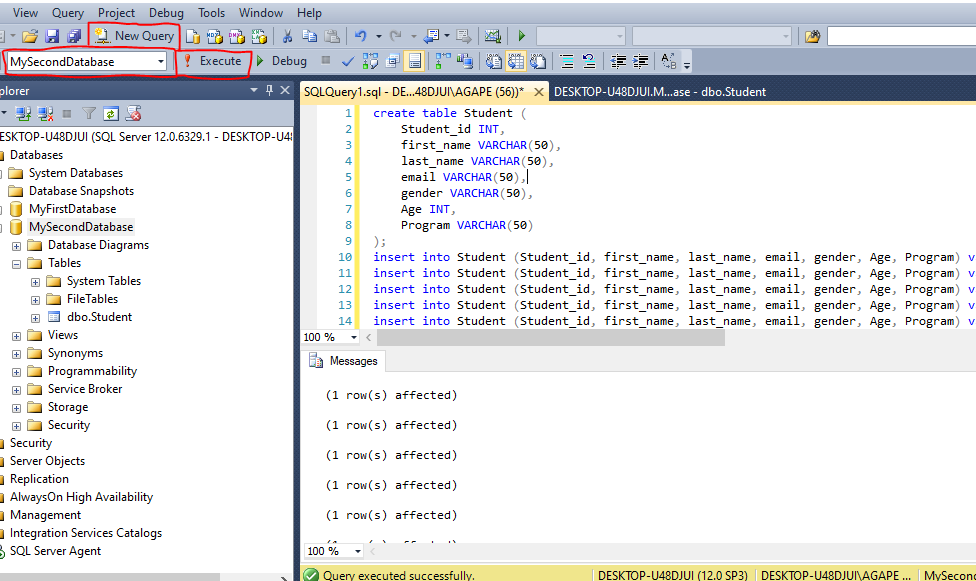 View Query Project Debug Tools Window Help
New Query
MySecondDatabase Execute Debug
plorer
SQLQuery1.sql - DE...48DJUI\AGAPE (56))* DESKTOP-U48DJUI.M...ase - dbo.Student
ESKTOP-U48DJUI (SQL Server 12.0.6329.1 - DESKTOP-U48
Databases
System Databases
Database Snapshots
MyFirstDatabase
MySecondDatabase
Database Diagrams
Tables
System Tables
FileTables
dbo.Student
Views
Synonyms
Programmability
Service Broker
Storage
Security
Security
Server Objects
Replication
AlwaysOn High Availability
Management
Integration Services Catalogs
SQL Server Agent
1 create table Student (
2 Student_id INT,
3 first_name VARCHAR(50),
4 last_name VARCHAR(50),
5 email VARCHAR(50),
6 gender VARCHAR(50),
7 Age INT,
8 Program VARCHAR(50)
9 );
10 insert into Student (Student_id, first_name, last_name, email, gender, Age, Program) v
11 insert into Student (Student_id, first_name, last_name, email, gender, Age, Program) v
12 insert into Student (Student_id, first_name, last_name, email, gender, Age, Program) v
13 insert into Student (Student_id, first_name, last_name, email, gender, Age, Program) v
14 insert into Student (Student_id, first_name, last_name, email, gender, Age, Program) v
100 %
Messages
(1 row(s) affected)
(1 row(s) affected)
(1 row(s) affected)
(1 row(s) affected)
(1 row(s) affected)
100 %
Query executed successfully. DESKTOP-U48DJUI (12.0 SP3) DESKTOP-U48DJUI\AGAPE ... MySecon